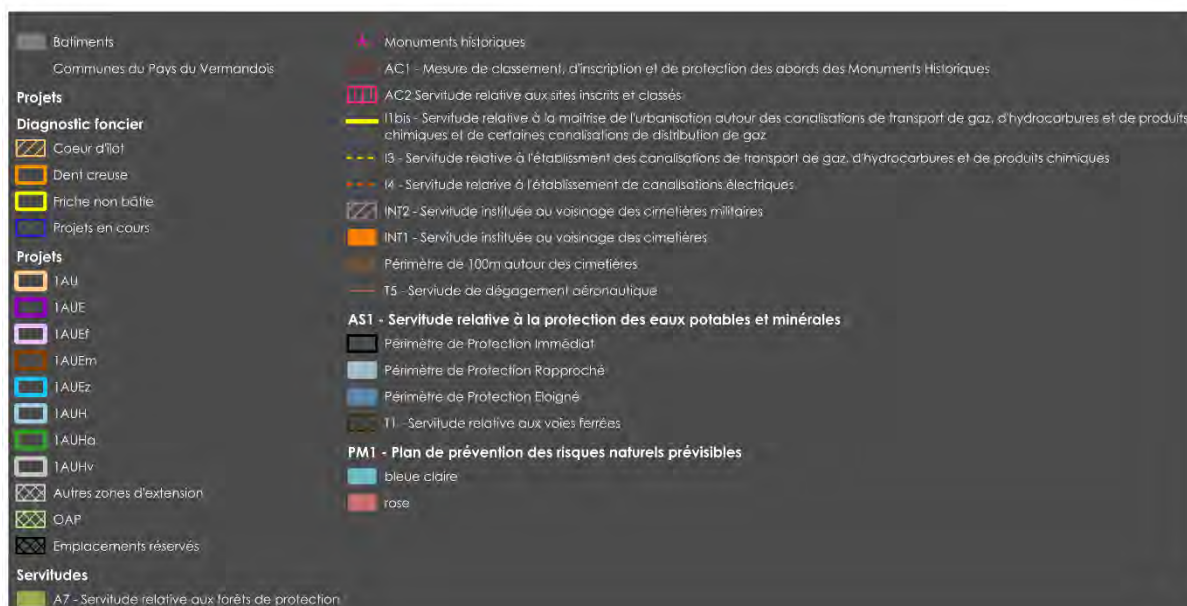 Batiments
Communes du Pays du Vermandois
Projets
Diagnostic foncier
Coeur d'îlot
Dent creuse
Friche non bâtie
Projets en cours
Projets
1AU
1AUE
1AUEf
1AUEm
1AUEz
1AUH
1AUHa
1AUHv
Autres zones d'extension
OAP
Emplacements réservés
Servitudes
A7 - Servitude relative aux forêts de protection
Monuments historiques
AC1 - Mesure de classement, d'inscription et de protection des abords des Monuments Historiques
AC2 Servitude relative aux sites inscrits et classés
I1bis - Servitude relative à la maitrise de l'urbanisation autour des canalisations de transport de gaz, d'hydrocarbures et de produits
chimiques et de certaines canalisations de distribution de gaz
I3 - Servitude relative à l'établissment des canalisations de transport de gaz, d'hydrocarbures et de produits chimiques
I4 - Servitude relative à l'établissement de canalisations électriques
INT2 - Servitude instituée au voisinage des cimetières militaires
INT1 - Servitude instituée au voisinage des cimetières
Périmètre de 100m autour des cimetières
T5 - Serviude de dégagement aéronautique
AS1 - Servitude relative à la protection des eaux potables et minérales
Périmètre de Protection Immédiat
Périmètre de Protection Rapproché
Périmètre de Protection Eloigné
T1 - Servitude relative aux voies ferrées
PM1 - Plan de prévention des risques naturels prévisibles
bleue claire
rose